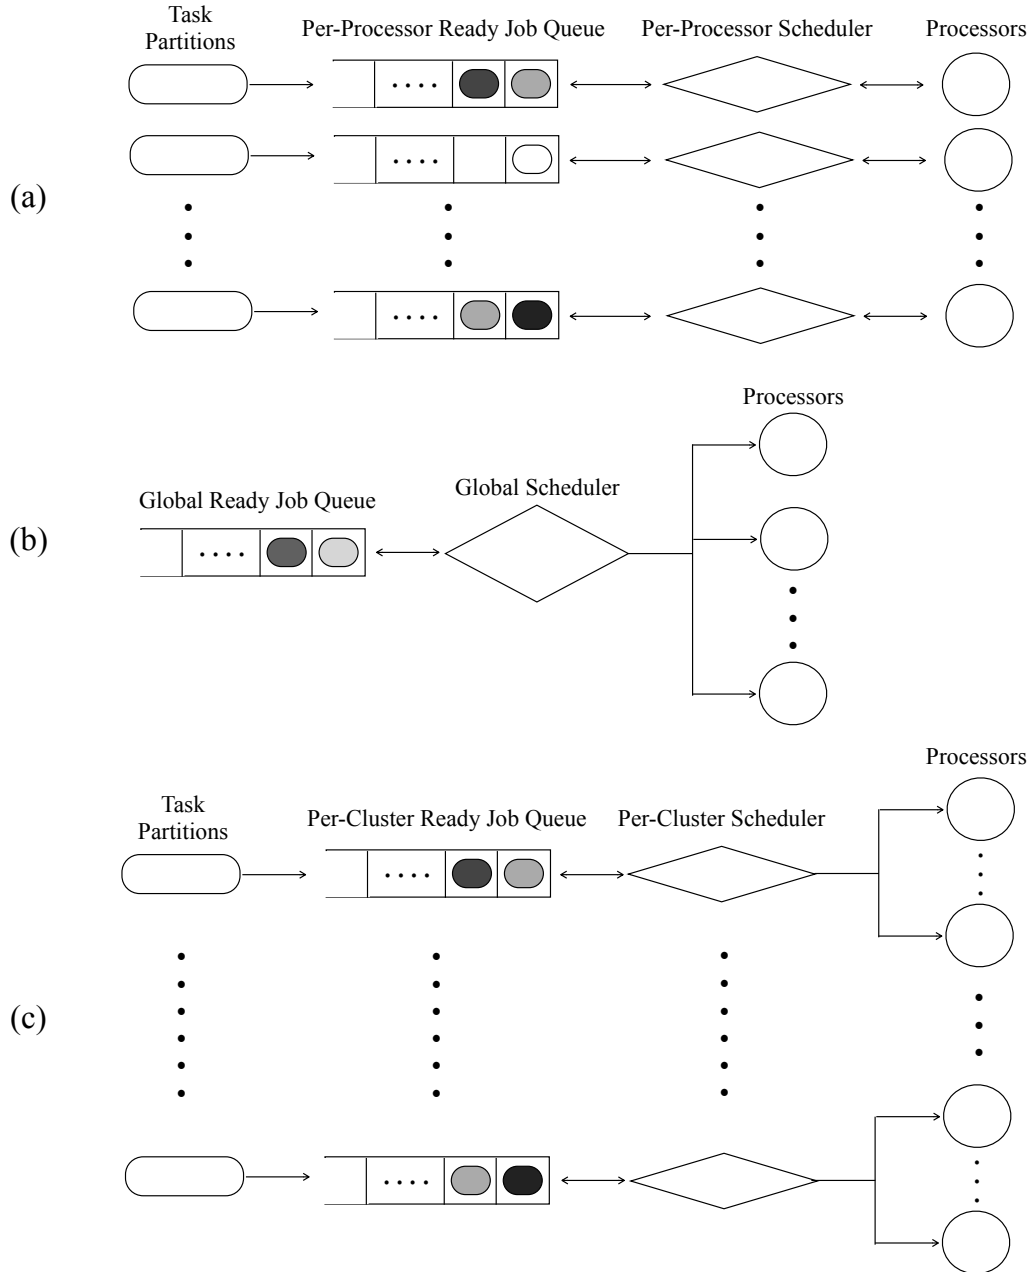 Task
Partitions
Per-Processor Ready Job Queue
Per-Processor Scheduler
Processors
(a)
Processors
Global Ready Job Queue
Global Scheduler
(b)
Processors
Task
Partitions
Per-Cluster Ready Job Queue
Per-Cluster Scheduler
(c)